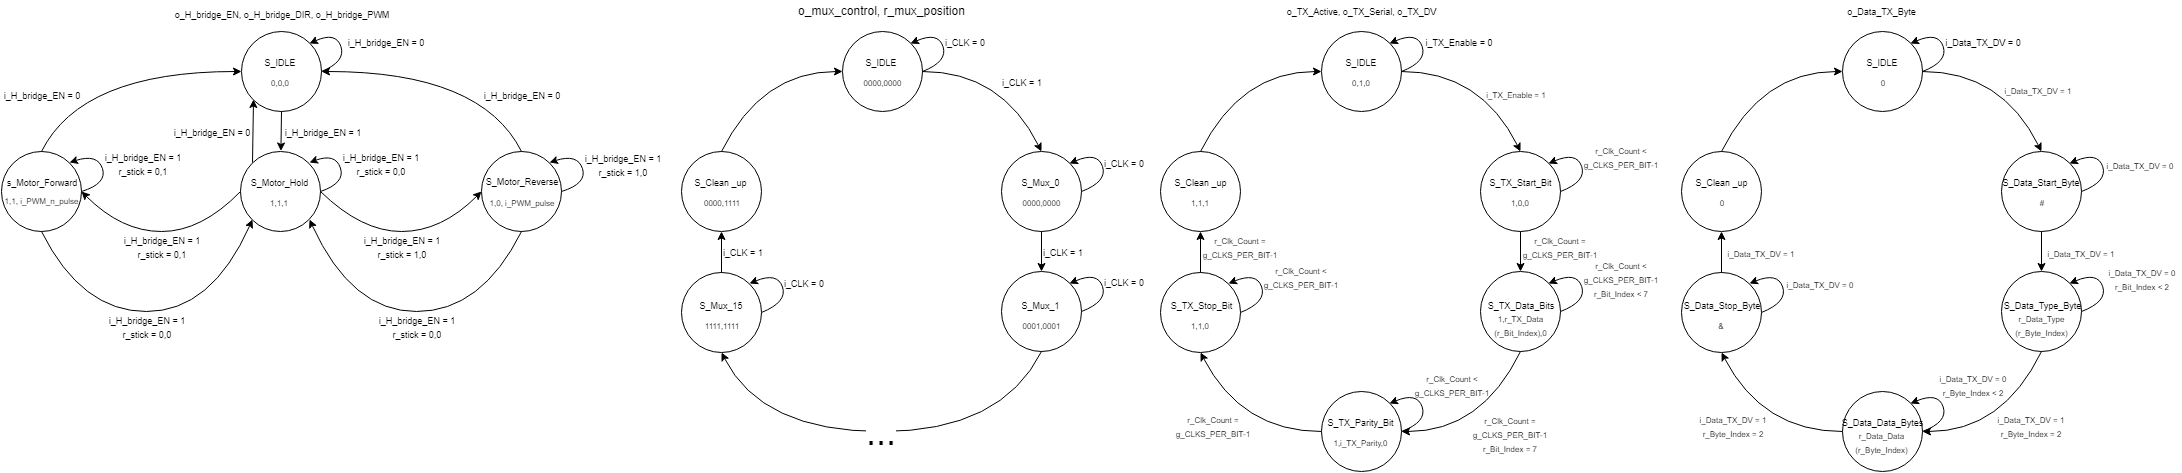 o_H_bridge_EN, o_H_bridge_DIR, o_H_bridge_PWM
S_IDLE
0,0,0
i_H_bridge_EN = 0
i_H_bridge_EN = 0
i_H_bridge_EN = 0
i_H_bridge_EN = 0
i_H_bridge_EN = 1
s_Motor_Forward
1,1, i_PWM_n_pulse
i_H_bridge_EN = 1
r_stick = 0,1
S_Motor_Hold
1,1,1
i_H_bridge_EN = 1
r_stick = 0,0
S_Motor_Reverse
1,0, i_PWM_pulse
i_H_bridge_EN = 1
r_stick = 1,0
i_H_bridge_EN = 1
r_stick = 0,1
i_H_bridge_EN = 1
r_stick = 1,0
i_H_bridge_EN = 1
r_stick = 0,0
i_H_bridge_EN = 1
r_stick = 0,0
o_mux_control, r_mux_position
S_IDLE
0000,0000
i_CLK = 0
i_CLK = 1
S_Clean _up
0000,1111
S_Mux_0
0000,0000
i_CLK = 0
i_CLK = 1
i_CLK = 1
S_Mux_15
1111,1111
i_CLK = 0
S_Mux_1
0001,0001
i_CLK = 0
...
o_TX_Active, o_TX_Serial, o_TX_DV
S_IDLE
0,1,0
i_TX_Enable = 0
i_TX_Enable = 1
S_Clean _up
1,1,1
S_TX_Start_Bit
1,0,0
r_Clk_Count <
g_CLKS_PER_BIT-1
r_Clk_Count =
g_CLKS_PER_BIT-1
r_Clk_Count =
g_CLKS_PER_BIT-1
S_TX_Stop_Bit
1,1,0
r_Clk_Count <
g_CLKS_PER_BIT-1
S_TX_Data_Bits
1,r_TX_Data
(r_Bit_Index),0
r_Clk_Count <
g_CLKS_PER_BIT-1
r_Bit_Index < 7
r_Clk_Count =
g_CLKS_PER_BIT-1
S_TX_Parity_Bit
1,i_TX_Parity,0
r_Clk_Count <
g_CLKS_PER_BIT-1
r_Clk_Count =
g_CLKS_PER_BIT-1
r_Bit_Index = 7
o_Data_TX_Byte
S_IDLE
0
i_Data_TX_DV = 0
i_Data_TX_DV = 1
S_Clean _up
0
S_Data_Start_Byte
#
i_Data_TX_DV = 0
i_Data_TX_DV = 1
i_Data_TX_DV = 1
S_Data_Stop_Byte
&
i_Data_TX_DV = 0
S_Data_Type_Byte
r_Data_Type
(r_Byte_Index)
i_Data_TX_DV = 0
r_Bit_Index < 2
i_Data_TX_DV = 1
r_Byte_Index = 2
S_Data_Data_Bytes
r_Data_Data
(r_Byte_Index)
i_Data_TX_DV = 0
r_Byte_Index < 2
i_Data_TX_DV = 1
r_Byte_Index = 2